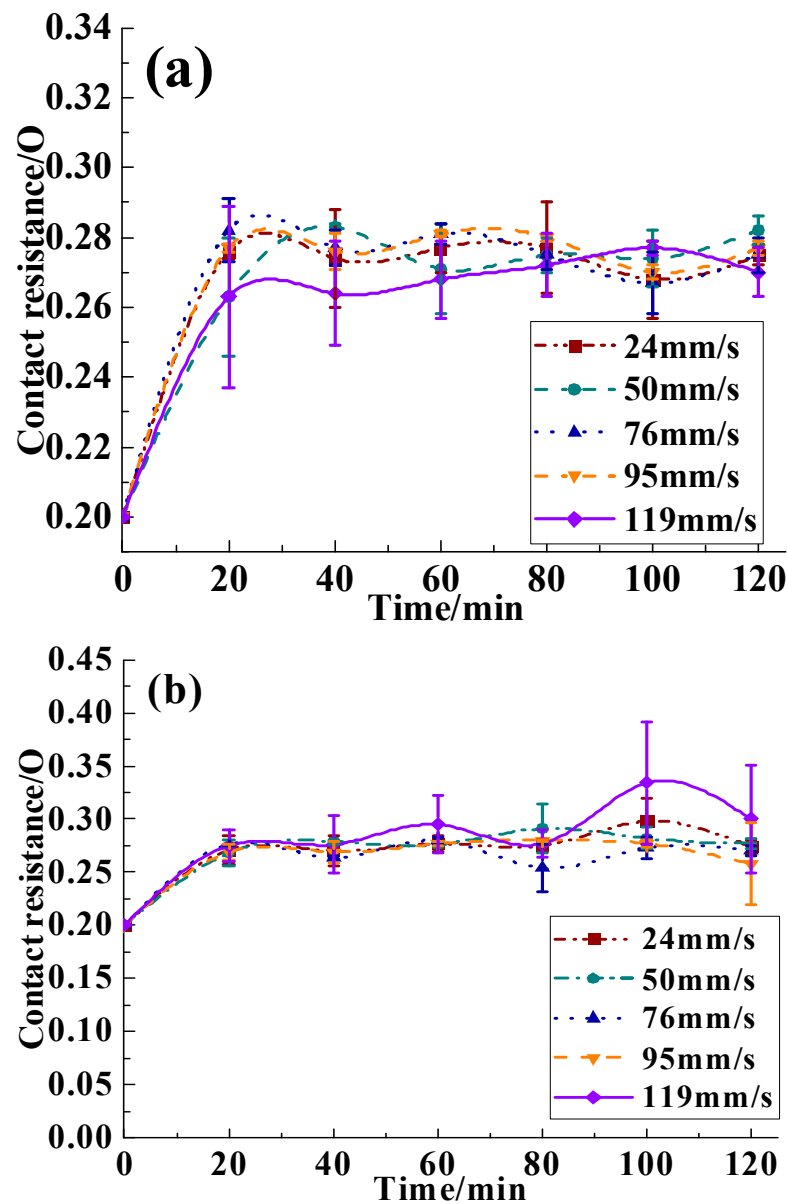 (a)
Contact resistance/O
0.34
0.32
0.30
0.28
0.26
0.24
0.22
0.20
0 20 40 60 80 100 120
Time/min
24mm/s
50mm/s
76mm/s
95mm/s
119mm/s
(b)
Contact resistance/O
0.45
0.40
0.35
0.30
0.25
0.20
0.15
0.10
0.05
0.00
0 20 40 60 80 100 120
Time/min
24mm/s
50mm/s
76mm/s
95mm/s
119mm/s